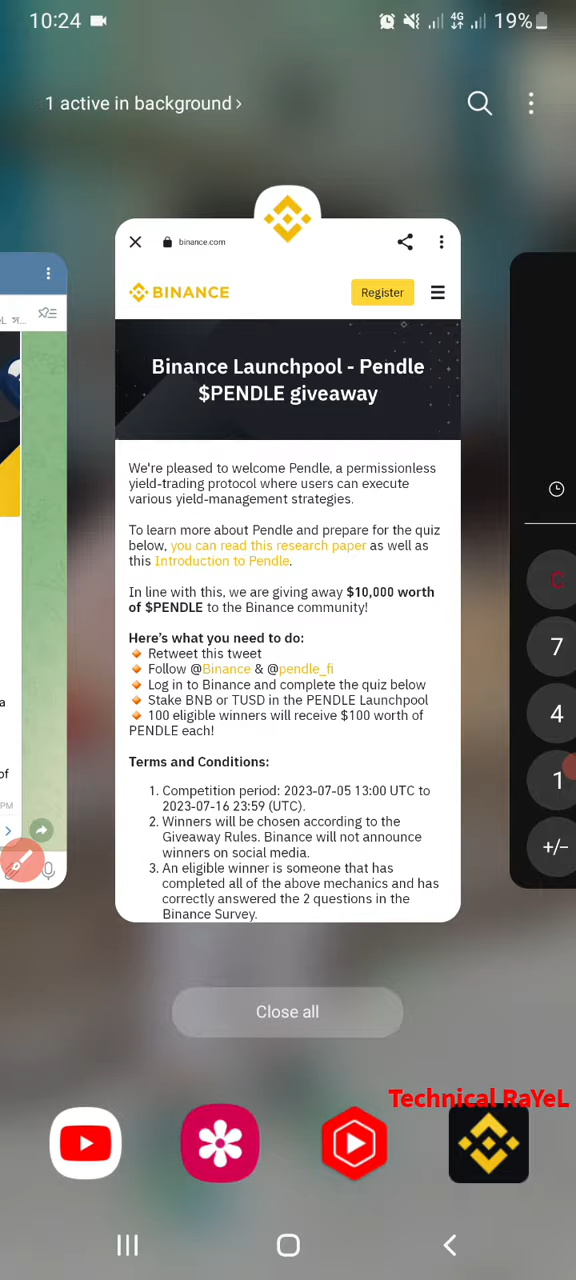 10:24
4G
19%
1 active in background >
binance.com
BINANCE
Register
Binance Launchpool - Pendle
$PENDLE giveaway
We're pleased to welcome Pendle, a permissionless
yield-trading protocol where users can execute
various yield-management strategies.
To learn more about Pendle and prepare for the quiz
below, you can read this research paper as well as
this Introduction to Pendle.
In line with this, we are giving away $10,000 worth
of $PENDLE to the Binance community!
Here's what you need to do:
🔸 Retweet this tweet
🔸 Follow @Binance & @pendle_fi
🔸 Log in to Binance and complete the quiz below
🔸 Stake BNB or TUSD in the PENDLE Launchpool
🔸 100 eligible winners will receive $100 worth of
PENDLE each!
Terms and Conditions:
1. Competition period: 2023-07-05 13:00 UTC to
2023-07-16 23:59 (UTC).
2. Winners will be chosen according to the
Giveaway Rules. Binance will not announce
winners on social media.
3. An eligible winner is someone that has
completed all of the above mechanics and has
correctly answered the 2 questions in the
Binance Survey.
a
of
PM
C
7
4
1
+/−
Close all
Technical RaYeL